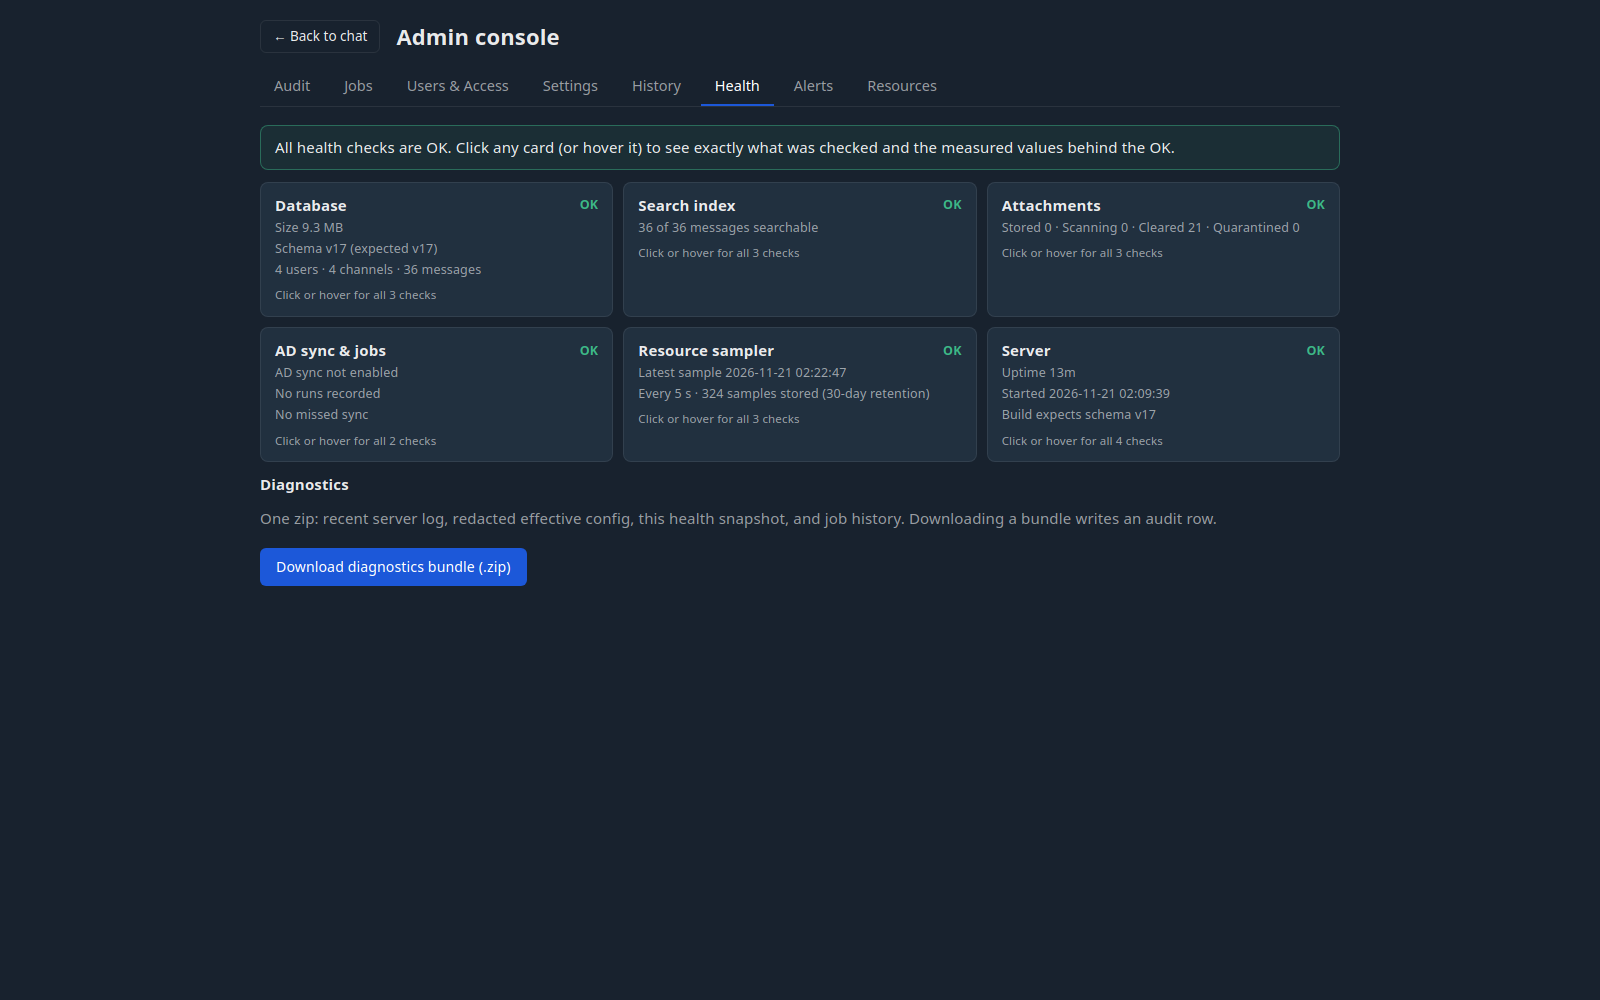 ← Back to chat
Admin console
Audit
Jobs
Users & Access
Settings
History
Health
Alerts
Resources
All health checks are OK. Click any card (or hover it) to see exactly what was checked and the measured values behind the OK.
Database
OK
Size 9.3 MB
Schema v17 (expected v17)
4 users · 4 channels · 36 messages
Click or hover for all 3 checks
Search index
OK
36 of 36 messages searchable
Click or hover for all 3 checks
Attachments
OK
Stored 0 · Scanning 0 · Cleared 21 · Quarantined 0
Click or hover for all 3 checks
AD sync & jobs
OK
AD sync not enabled
No runs recorded
No missed sync
Click or hover for all 2 checks
Resource sampler
OK
Latest sample 2026-11-21 02:22:47
Every 5 s · 324 samples stored (30-day retention)
Click or hover for all 3 checks
Server
OK
Uptime 13m
Started 2026-11-21 02:09:39
Build expects schema v17
Click or hover for all 4 checks
Diagnostics
One zip: recent server log, redacted effective config, this health snapshot, and job history. Downloading a bundle writes an audit row.
Download diagnostics bundle (.zip)